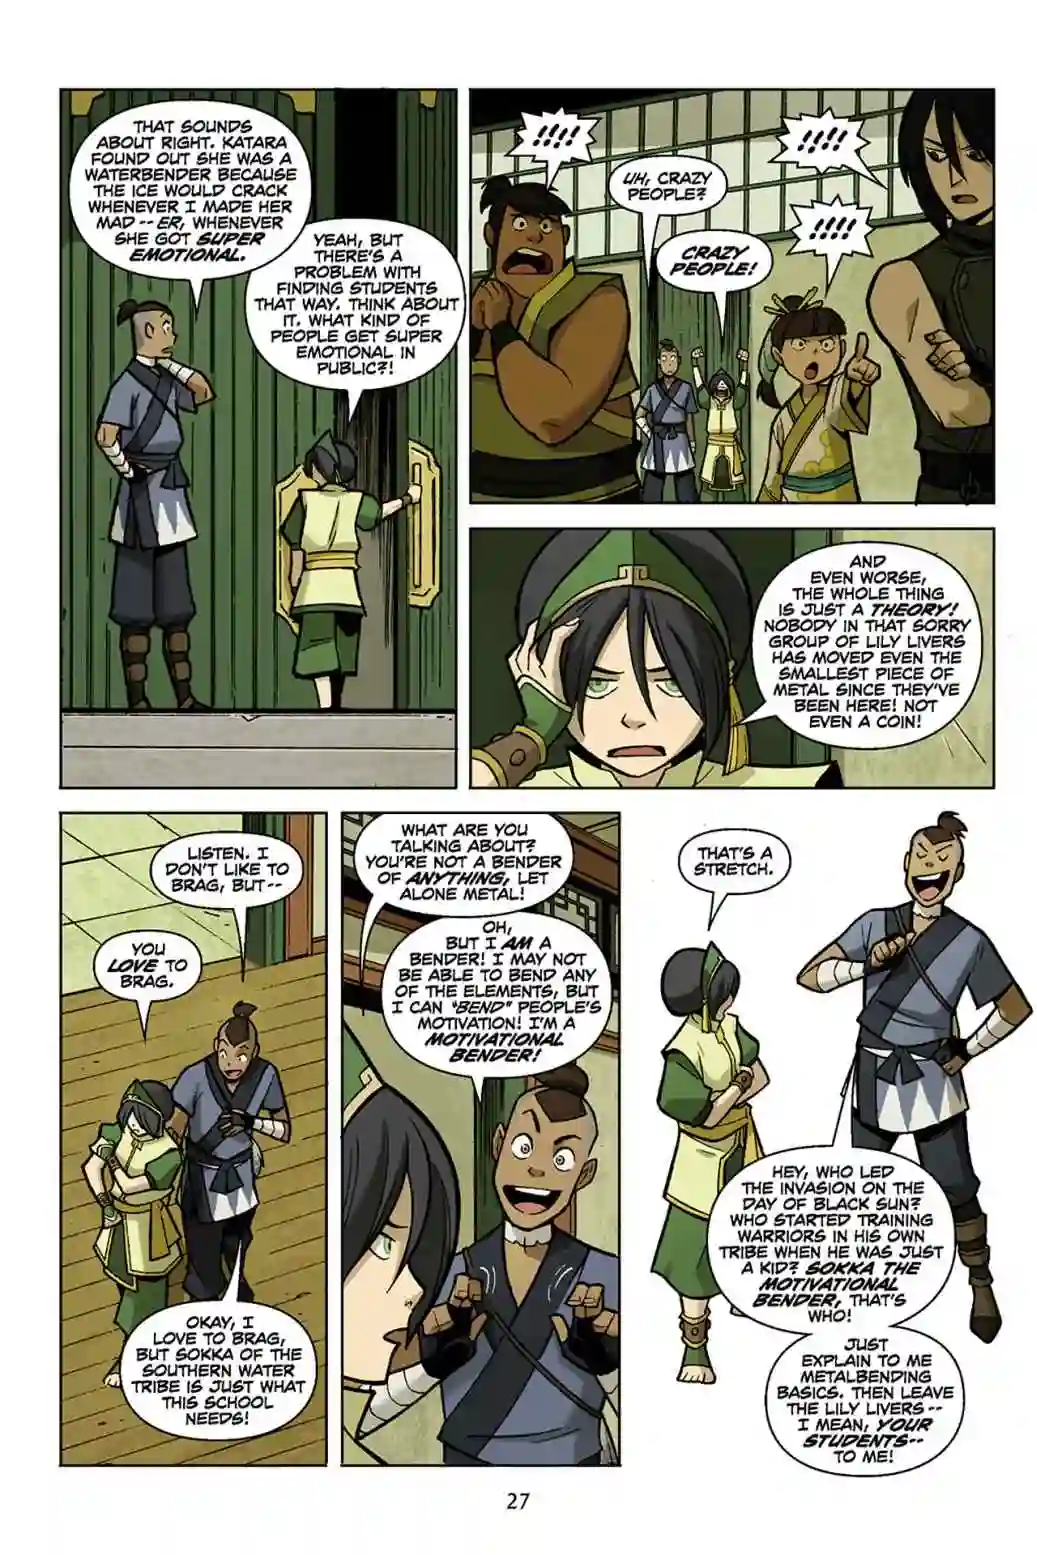 THAT SOUNDS
ABOUT RIGHT. KATARA
FOUND OUT SHE WAS A
WATERBENDER BECAUSE
THE ICE WOULD CRACK
WHENEVER I MADE HER
MAD -- ER, WHENEVER
SHE GOT SUPER
EMOTIONAL.
YEAH, BUT
THERE'S A
PROBLEM WITH
FINDING STUDENTS
THAT WAY. THINK ABOUT
IT. WHAT KIND OF
PEOPLE GET SUPER
EMOTIONAL IN
PUBLIC?!
!!!!
UH, CRAZY
PEOPLE?
CRAZY
PEOPLE!
!!!!
!!!!
AND
EVEN WORSE,
THE WHOLE THING
IS JUST A THEORY!
NOBODY IN THAT SORRY
GROUP OF LILY LIVERS
HAS MOVED EVEN THE
SMALLEST PIECE OF
METAL SINCE THEY'VE
BEEN HERE! NOT
EVEN A COIN!
LISTEN. I
DON'T LIKE TO
BRAG, BUT--
YOU
LOVE TO
BRAG.
OKAY, I
LOVE TO BRAG,
BUT SOKKA OF THE
SOUTHERN WATER
TRIBE IS JUST WHAT
THIS SCHOOL
NEEDS!
WHAT ARE YOU
TALKING ABOUT?
YOU'RE NOT A BENDER
OF ANYTHING, LET
ALONE METAL!
OH,
BUT I AM A
BENDER! I MAY NOT
BE ABLE TO BEND ANY
OF THE ELEMENTS, BUT
I CAN "BEND" PEOPLE'S
MOTIVATION! I'M A
MOTIVATIONAL
BENDER!
THAT'S A
STRETCH.
HEY, WHO LED
THE INVASION ON THE
DAY OF BLACK SUN?
WHO STARTED TRAINING
WARRIORS IN HIS OWN
TRIBE WHEN HE WAS JUST
A KID? SOKKA THE
MOTIVATIONAL
BENDER, THAT'S
WHO!
JUST
EXPLAIN TO ME
METALBENDING
BASICS. THEN LEAVE
THE LILY LIVERS--
I MEAN, YOUR
STUDENTS--
TO ME!
27